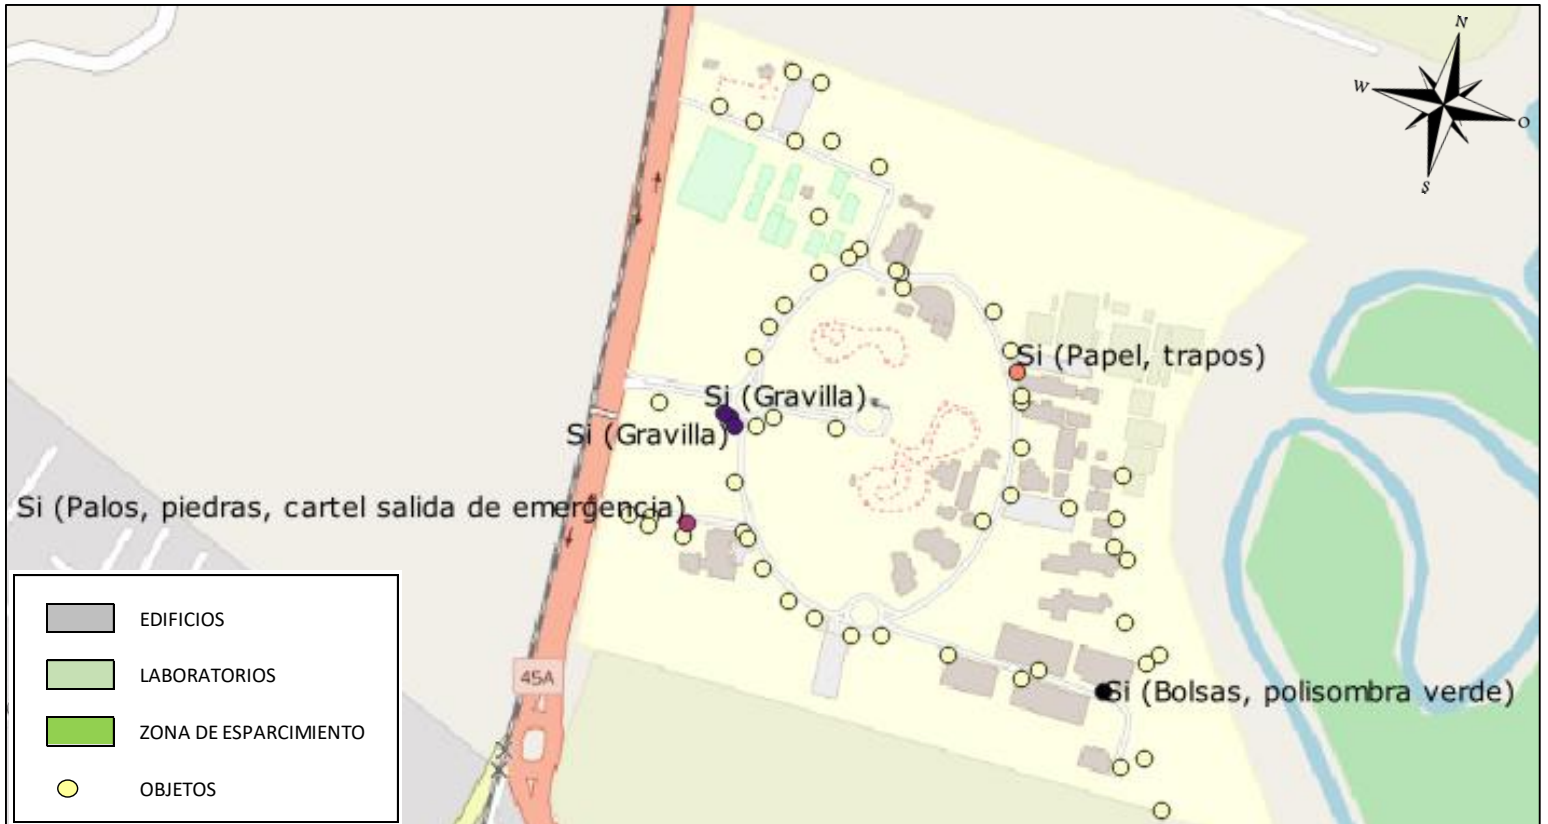 N
W
O
S
Si (Papel, trapos)
Si (Gravilla)
Si (Gravilla)
Si (Palos, piedras, cartel salida de emergencia)
45A
Si (Bolsas, polisombra verde)
EDIFICIOS
LABORATORIOS
ZONA DE ESPARCIMIENTO
OBJETOS